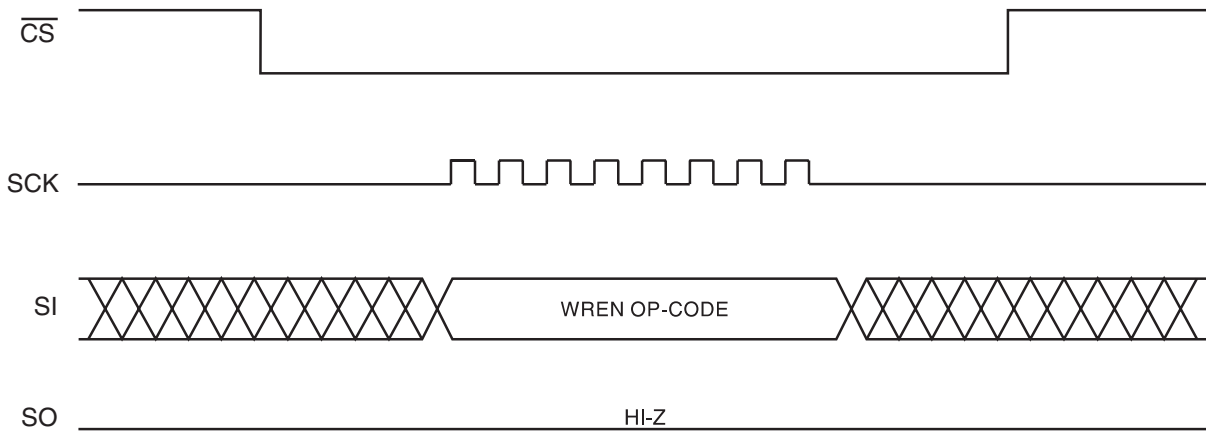 CS
SCK
SI
WREN OP-CODE
SO
HI-Z